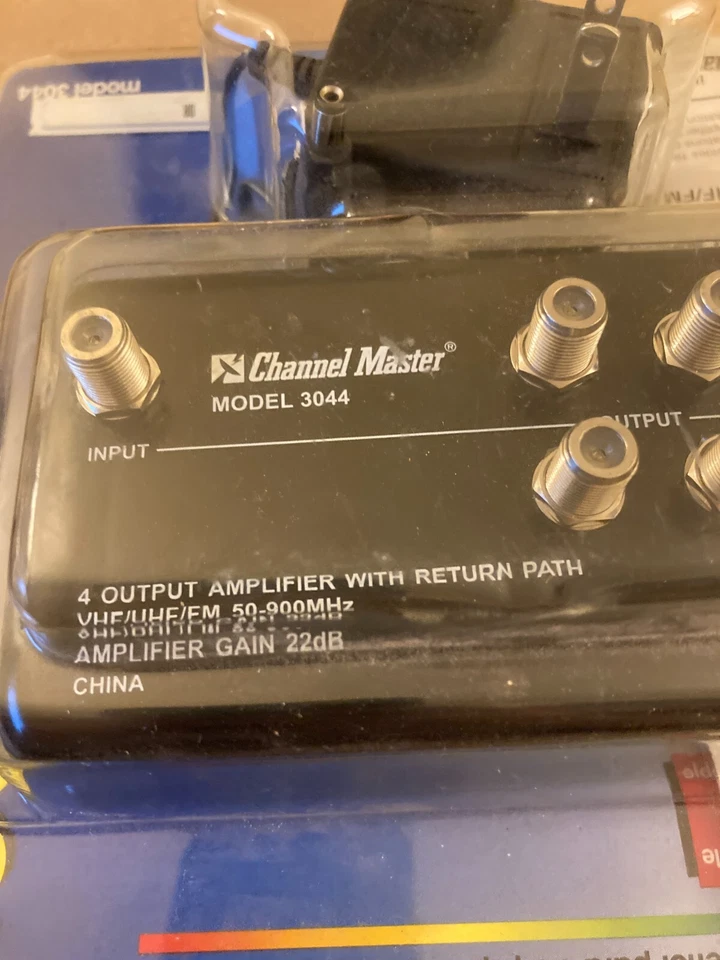 model 3044
Channel Master®
MODEL 3044
INPUT
OUTPUT
4 OUTPUT AMPLIFIER WITH RETURN PATH
VHF/UHF/FM 50-900MHz
AMPLIFIER GAIN 22dB
CHINA